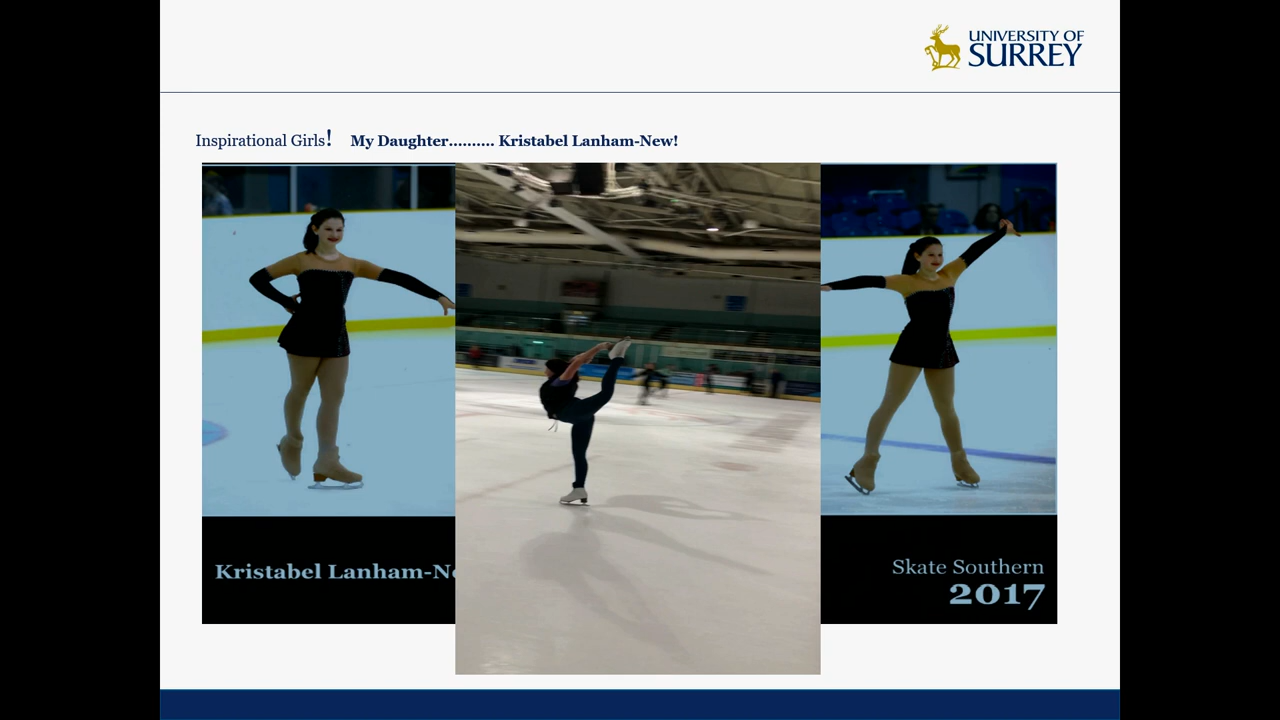 UNIVERSITY OF
SURREY
Inspirational Girls! My Daughter.......... Kristabel Lanham-New!
Kristabel Lanham-Ne
Skate Southern
2017